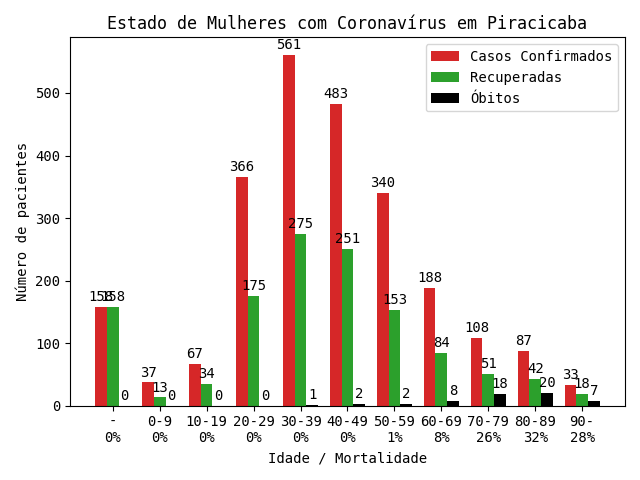 Estado de Mulheres com Coronavírus em Piracicaba
Casos Confirmados
Recuperadas
Óbitos
Número de pacientes
500
400
300
200
100
0
158 158 0
37 13 0
67 34 0
366 175 0
561 275 1
483 251 2
340 153 2
188 84 8
108 51 18
87 42 20
33 18 7
- 0-9 10-19 20-29 30-39 40-49 50-59 60-69 70-79 80-89 90-
0% 0% 0% 0% 0% 0% 1% 8% 26% 32% 28%
Idade / Mortalidade